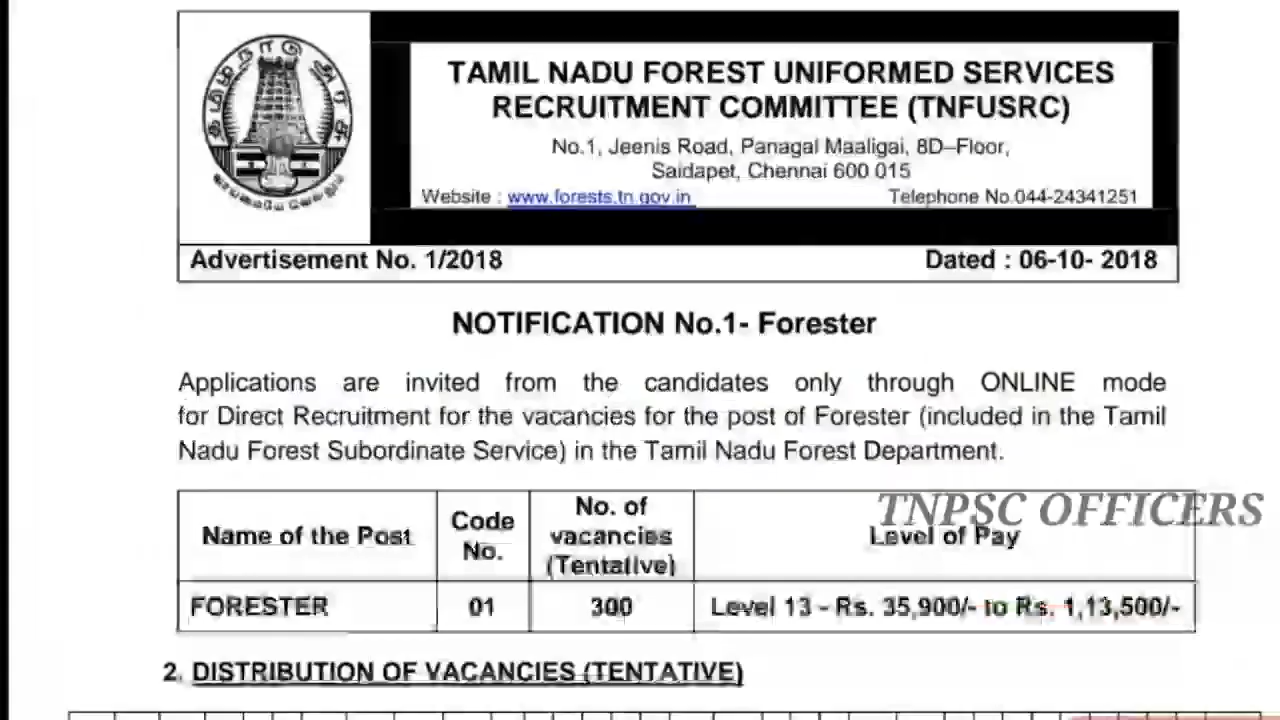 தமிழ்நாடு அரசு
TAMIL NADU FOREST UNIFORMED SERVICES
RECRUITMENT COMMITTEE (TNFUSRC)
No.1, Jeenis Road, Panagal Maaligai, 8D–Floor,
Saidapet, Chennai 600 015
Website : www.forests.tn.gov.in Telephone No.044-24341251
Advertisement No. 1/2018 Dated : 06-10- 2018
NOTIFICATION No.1- Forester
Applications are invited from the candidates only through ONLINE mode
for Direct Recruitment for the vacancies for the post of Forester (included in the Tamil
Nadu Forest Subordinate Service) in the Tamil Nadu Forest Department.
TNPSC OFFICERS
Name of the Post Code No. No. of vacancies (Tentative) Level of Pay
FORESTER 01 300 Level 13 - Rs. 35,900/- to Rs. 1,13,500/-
2. DISTRIBUTION OF VACANCIES (TENTATIVE)